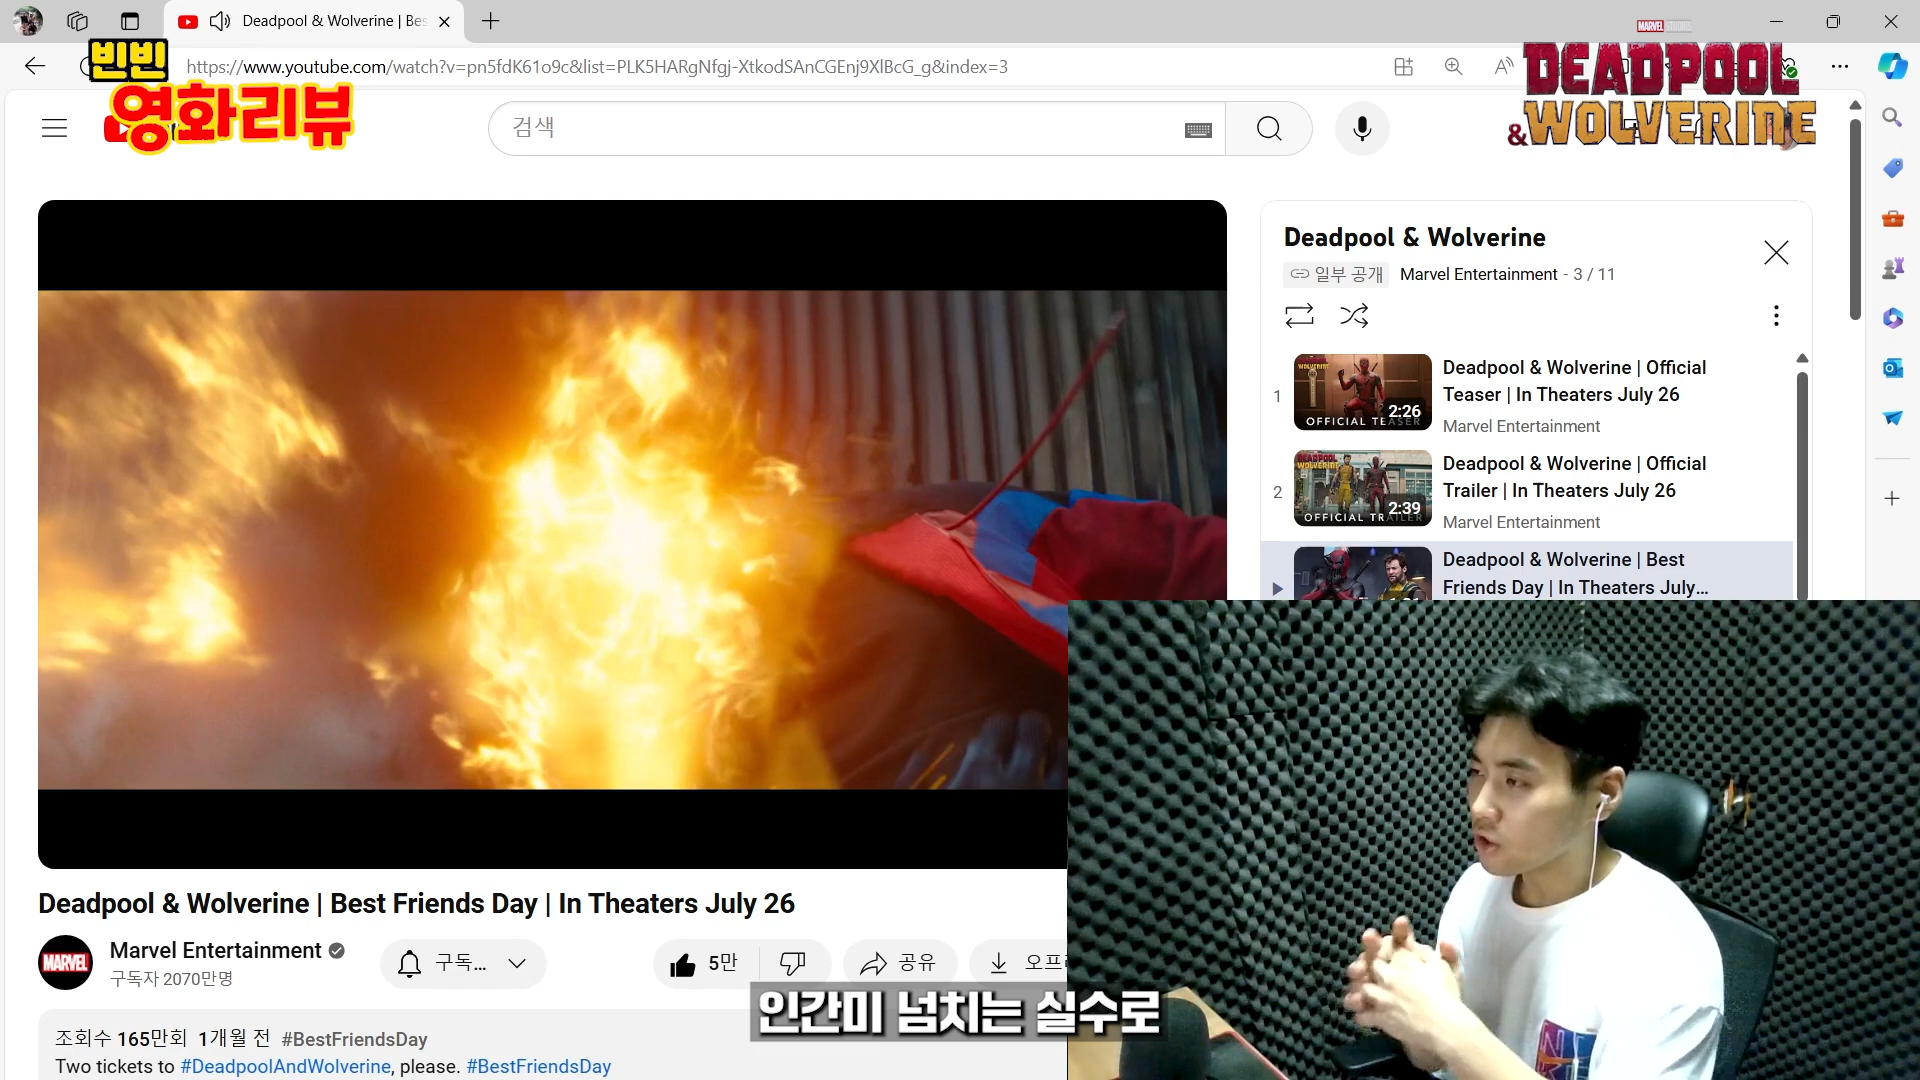 Deadpool & Wolverine | Bes
MARVEL STUDIOS
빈빈
영화리뷰
https://www.youtube.com/watch?v=pn5fdK61o9c&list=PLK5HARgNfgj-XtkodSAnCGEnj9XlBcG_g&index=3
DEADPOOL
&WOLVERINE
검색
Deadpool & Wolverine
일부 공개 Marvel Entertainment - 3 / 11
1
Deadpool & Wolverine | Official
Teaser | In Theaters July 26
Marvel Entertainment
2:26
OFFICIAL TEASER
2
Deadpool & Wolverine | Official
Trailer | In Theaters July 26
Marvel Entertainment
2:39
OFFICIAL TRAILER
Deadpool & Wolverine | Best
Friends Day | In Theaters July...
Deadpool & Wolverine | Best Friends Day | In Theaters July 26
MARVEL
Marvel Entertainment
구독자 2070만명
구독...
5만
공유
인간미 넘치는 실수로
조회수 165만회 1개월 전 #BestFriendsDay
Two tickets to #DeadpoolAndWolverine, please. #BestFriendsDay